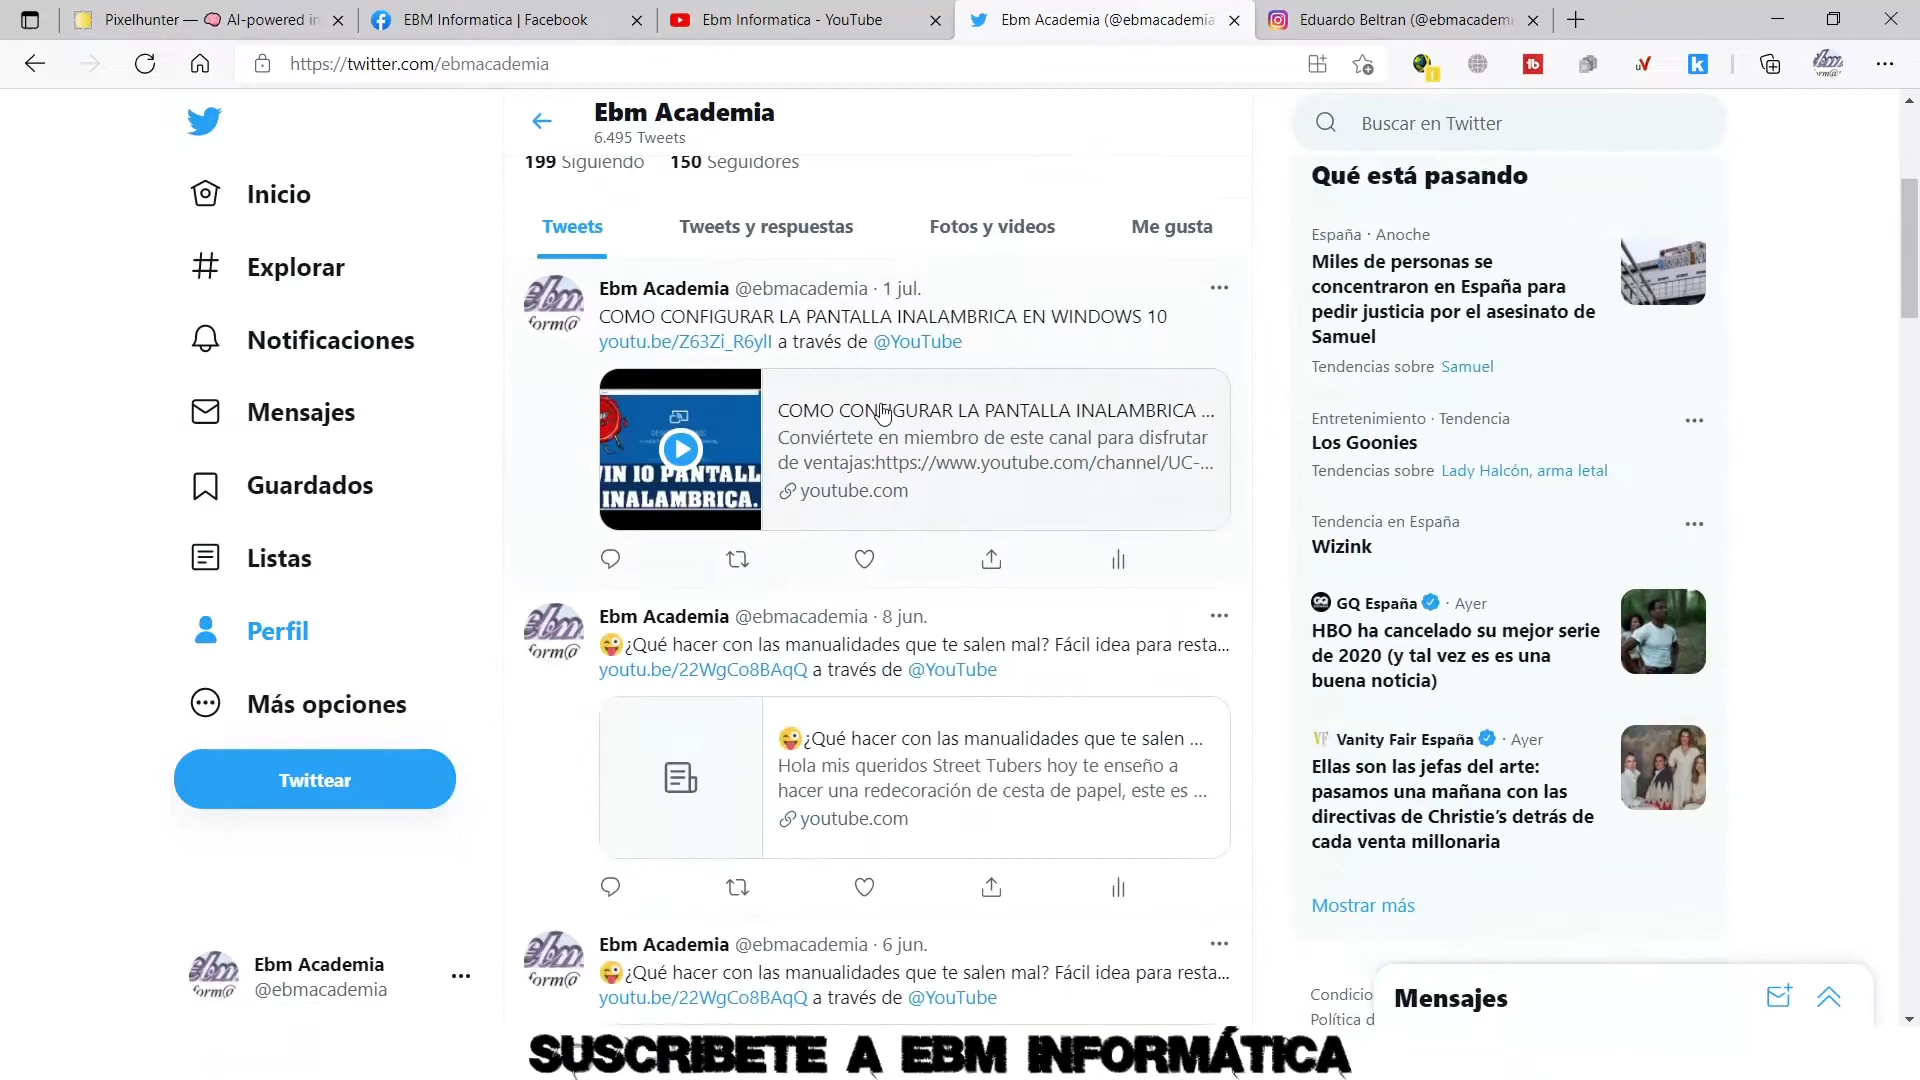 Pixelhunter — 🧠 AI-powered in
EBM Informatica | Facebook
Ebm Informatica - YouTube
Ebm Academia (@ebmacademia
Eduardo Beltran (@ebmacadem
https://twitter.com/ebmacademia
Inicio
Explorar
Notificaciones
Mensajes
Guardados
Listas
Perfil
Más opciones
Twittear
Ebm Academia
@ebmacademia
Ebm Academia
6.495 Tweets
199 Siguiendo 150 Seguidores
Tweets Tweets y respuestas Fotos y videos Me gusta
Ebm Academia @ebmacademia · 1 jul.
COMO CONFIGURAR LA PANTALLA INALAMBRICA EN WINDOWS 10
youtu.be/Z63Zi_R6ylI a través de @YouTube
IN 10 PANTALL
INALAMBRICA.
COMO CONFIGURAR LA PANTALLA INALAMBRICA ...
Conviértete en miembro de este canal para disfrutar
de ventajas:https://www.youtube.com/channel/UC-...
youtube.com
Ebm Academia @ebmacademia · 8 jun.
😜¿Qué hacer con las manualidades que te salen mal? Fácil idea para resta...
youtu.be/22WgCo8BAqQ a través de @YouTube
😜¿Qué hacer con las manualidades que te salen ...
Hola mis queridos Street Tubers hoy te enseño a
hacer una redecoración de cesta de papel, este es ...
youtube.com
Ebm Academia @ebmacademia · 6 jun.
😜¿Qué hacer con las manualidades que te salen mal? Fácil idea para resta...
youtu.be/22WgCo8BAqQ a través de @YouTube
Buscar en Twitter
Qué está pasando
España · Anoche
Miles de personas se
concentraron en España para
pedir justicia por el asesinato de
Samuel
Tendencias sobre Samuel
Entretenimiento · Tendencia
Los Goonies
Tendencias sobre Lady Halcón, arma letal
Tendencia en España
Wizink
GQ España · Ayer
HBO ha cancelado su mejor serie
de 2020 (y tal vez es es una
buena noticia)
Vanity Fair España · Ayer
Ellas son las jefas del arte:
pasamos una mañana con las
directivas de Christie's detrás de
cada venta millonaria
Mostrar más
Condicio
Política d
Mensajes
SUSCRIBETE A EBM INFORMÁTICA